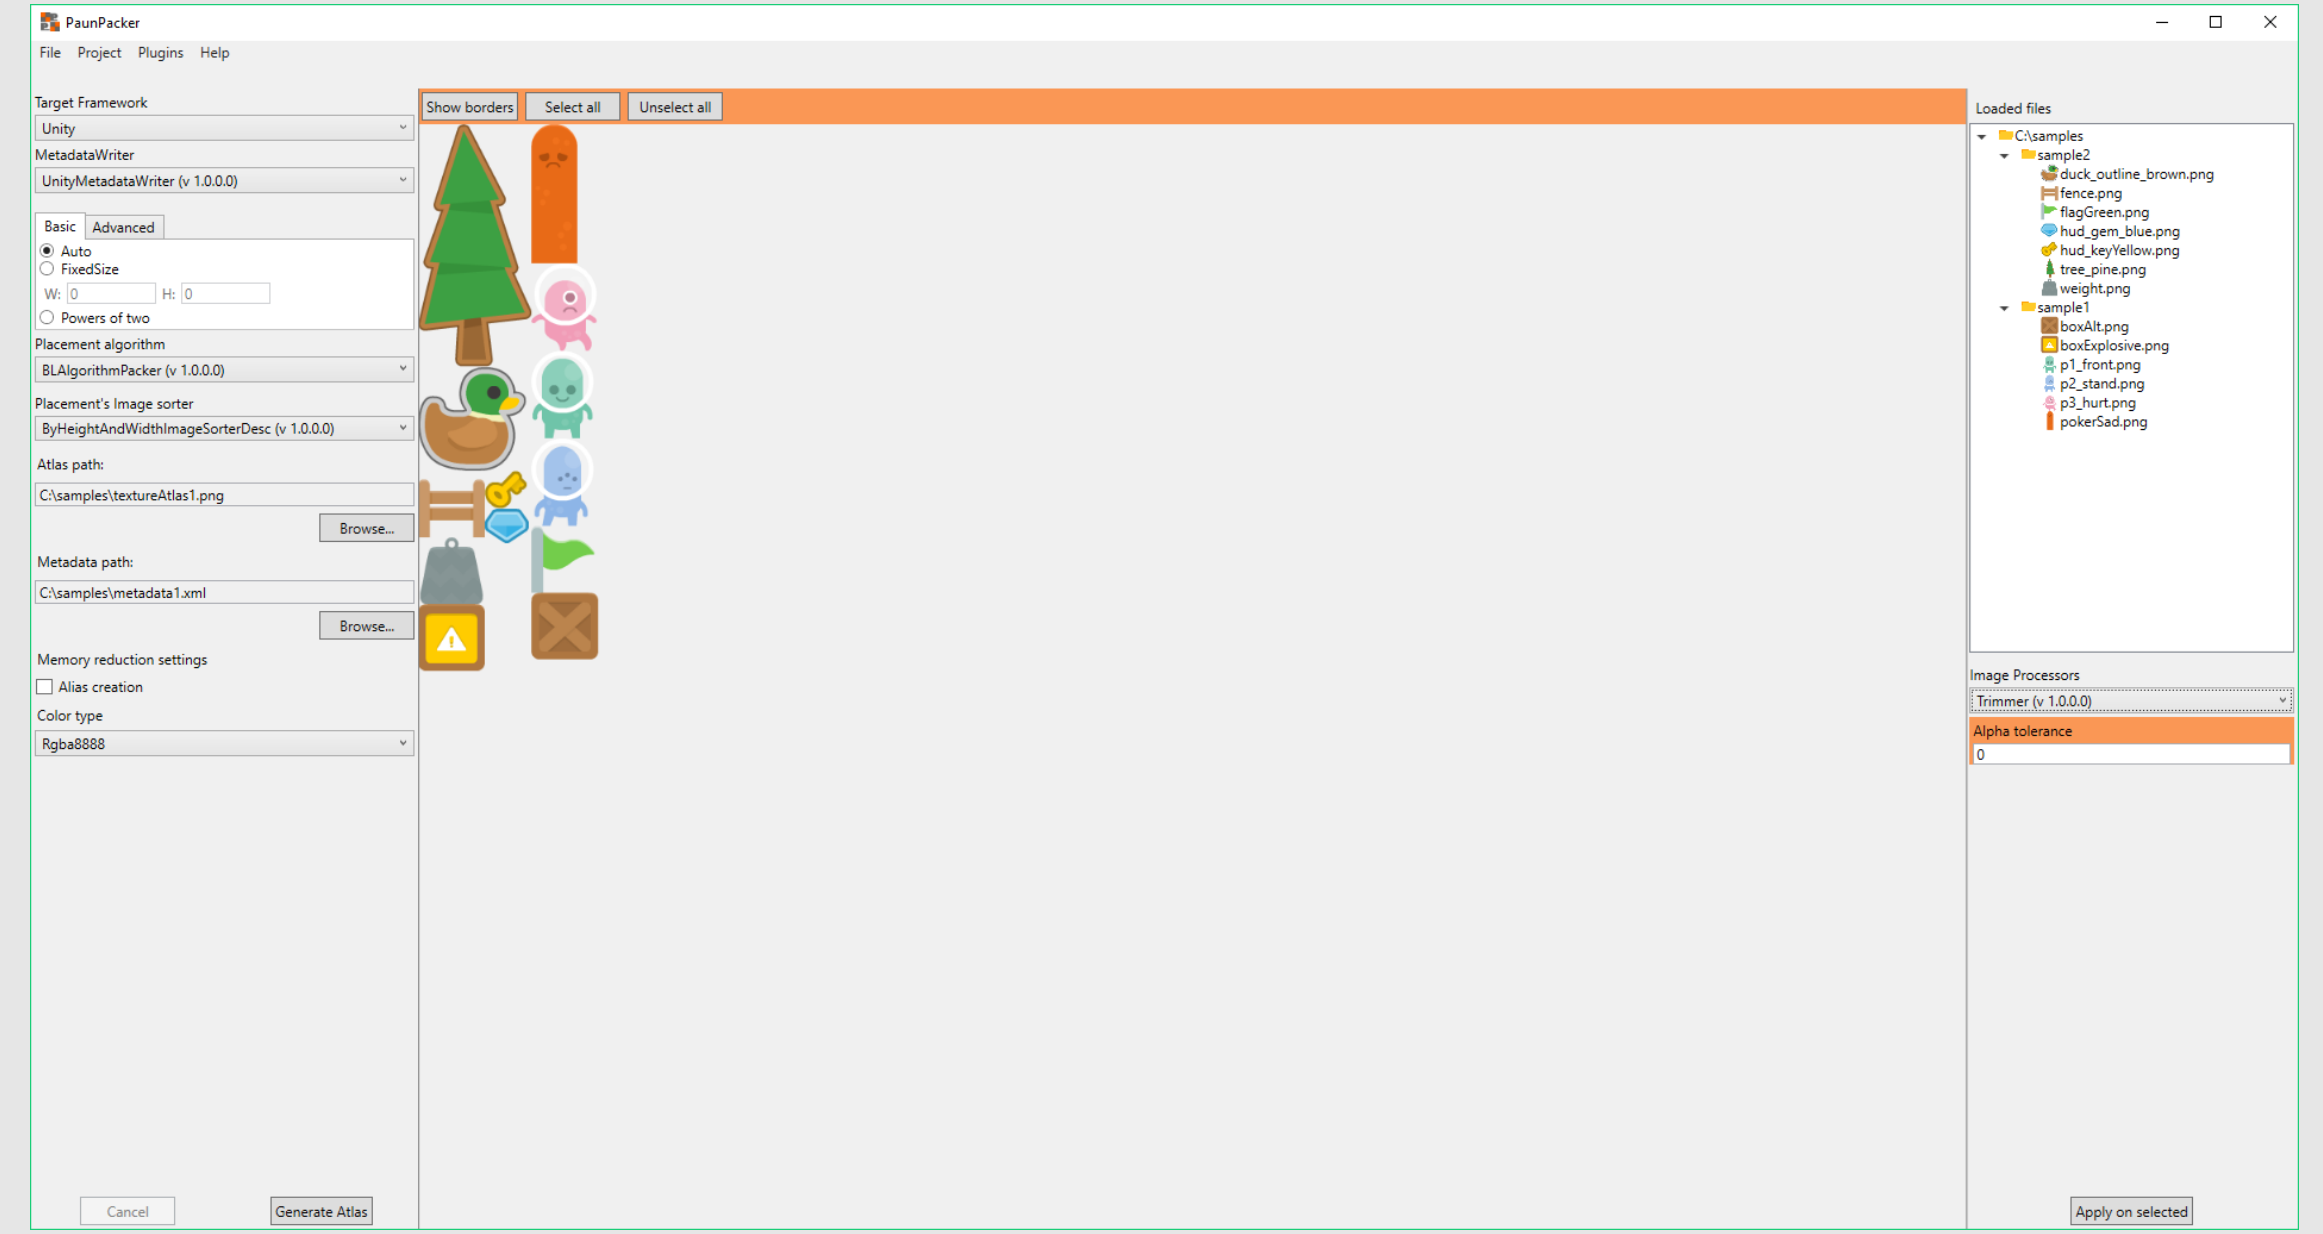 PaunPacker
File Project Plugins Help
Target Framework
Unity
MetadataWriter
UnityMetadataWriter (v 1.0.0.0)
Basic Advanced
Auto
FixedSize
W: 0 H: 0
Powers of two
Placement algorithm
BLAlgorithmPacker (v 1.0.0.0)
Placement's Image sorter
ByHeightAndWidthImageSorterDesc (v 1.0.0.0)
Atlas path:
C:\samples\textureAtlas1.png
Browse...
Metadata path:
C:\samples\metadata1.xml
Browse...
Memory reduction settings
Alias creation
Color type
Rgba8888
Cancel Generate Atlas
Show borders Select all Unselect all
Loaded files
C:\samples
sample2
duck_outline_brown.png
fence.png
flagGreen.png
hud_gem_blue.png
hud_keyYellow.png
tree_pine.png
weight.png
sample1
boxAlt.png
boxExplosive.png
p1_front.png
p2_stand.png
p3_hurt.png
pokerSad.png
Image Processors
Trimmer (v 1.0.0.0)
Alpha tolerance
0
Apply on selected